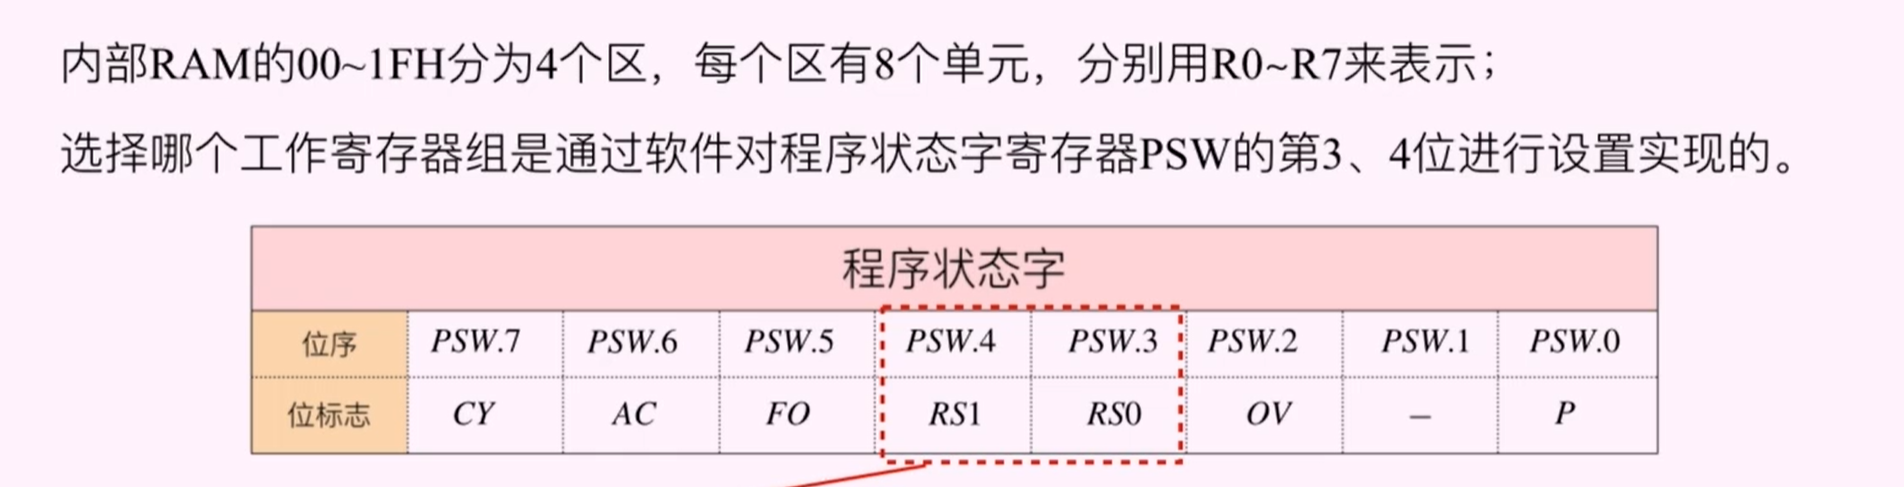 内部RAM的00~1FH分为4个区，每个区有8个单元，分别用R0~R7来表示；
选择哪个工作寄存器组是通过软件对程序状态字寄存器PSW的第3、4位进行设置实现的。
程序状态字
位序 PSW.7 PSW.6 PSW.5 PSW.4 PSW.3 PSW.2 PSW.1 PSW.0
位标志 CY AC FO RS1 RS0 OV — P